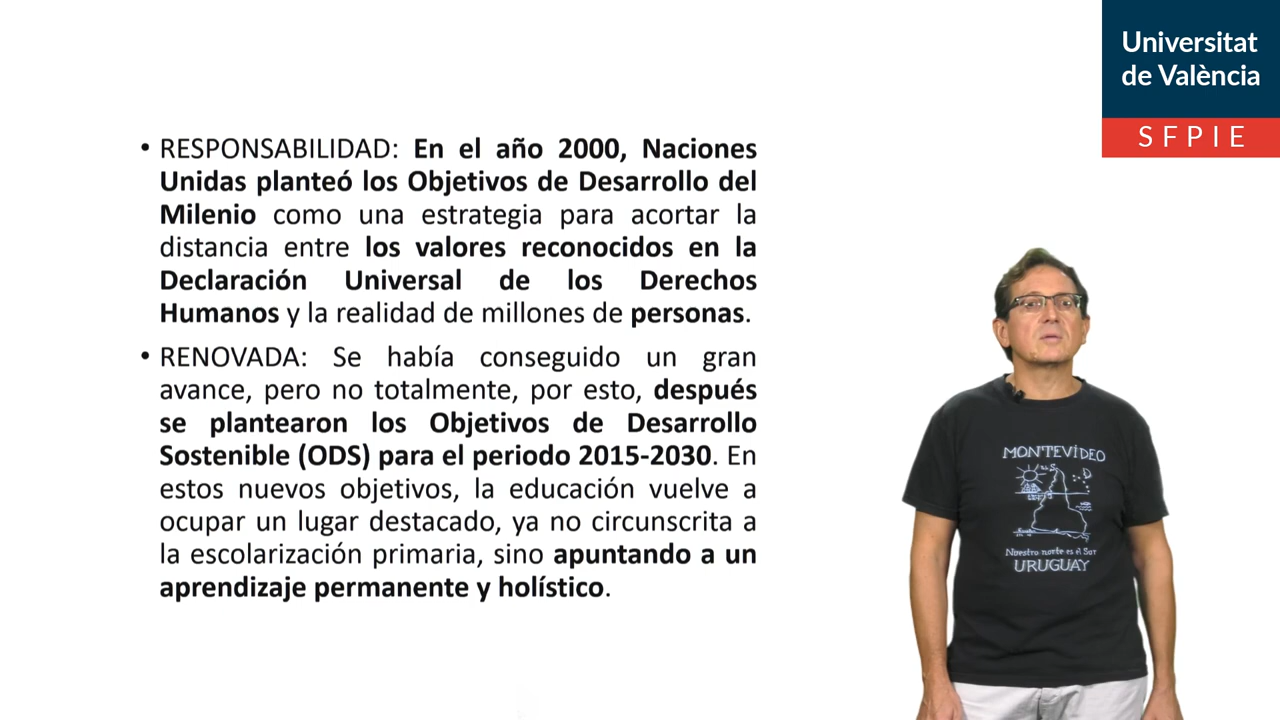 Universitat
de València
SFPIE
• RESPONSABILIDAD: En el año 2000, Naciones
Unidas planteó los Objetivos de Desarrollo del
Milenio como una estrategia para acortar la
distancia entre los valores reconocidos en la
Declaración Universal de los Derechos
Humanos y la realidad de millones de personas.
• RENOVADA: Se había conseguido un gran
avance, pero no totalmente, por esto, después
se plantearon los Objetivos de Desarrollo
Sostenible (ODS) para el periodo 2015-2030. En
estos nuevos objetivos, la educación vuelve a
ocupar un lugar destacado, ya no circunscrita a
la escolarización primaria, sino apuntando a un
aprendizaje permanente y holístico.
MONTEVIDEO
Nuestro norte es el Sur
URUGUAY